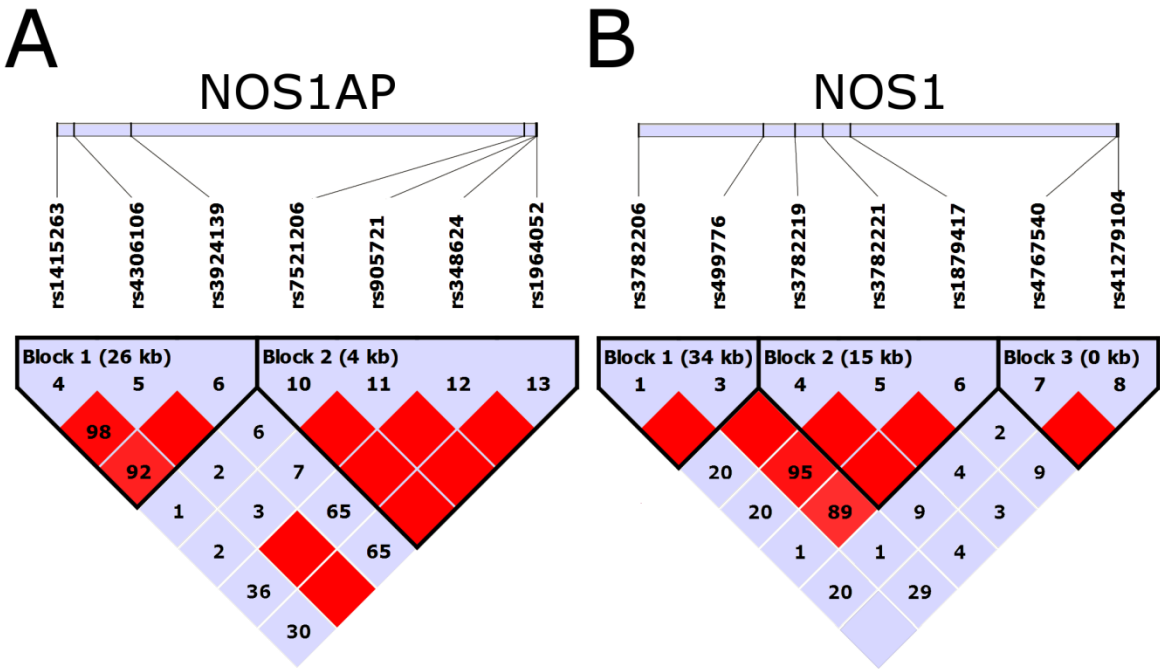 A B
NOS1AP NOS1
rs1415263 rs4306106 rs3924139 rs7521206 rs905721 rs348624 rs1964052 rs3782206 rs499776 rs3782219 rs3782221 rs1879417 rs4767540 rs41279104
Block 1 (26 kb) Block 2 (4 kb) Block 1 (34 kb) Block 2 (15 kb) Block 3 (0 kb)
4 5 6 10 11 12 13 1 3 4 5 6 7 8
98 6 2
92 2 7 20 95 4 9
1 3 65 20 89 9 3
2 65 1 1 4
36 20 29
30